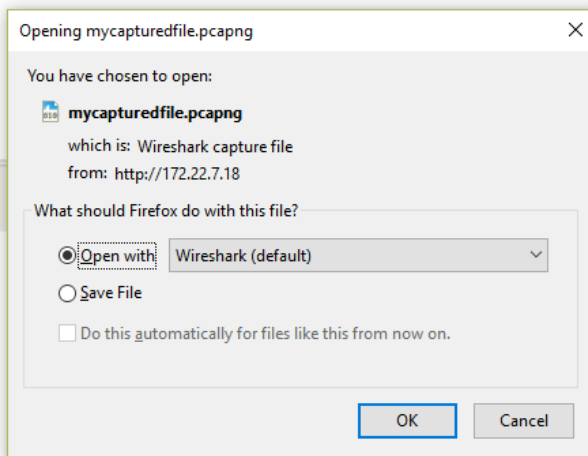 Opening mycapturedfile.pcapng
You have chosen to open:
mycapturedfile.pcapng
which is: Wireshark capture file
from: http://172.22.7.18
What should Firefox do with this file?
Open with Wireshark (default)
Save File
Do this automatically for files like this from now on.
OK Cancel